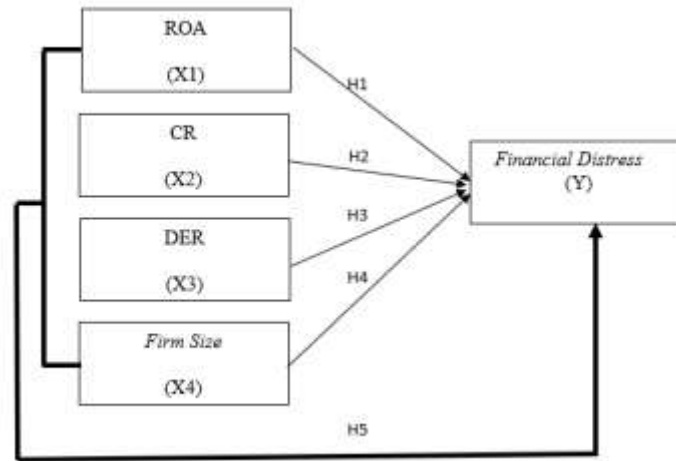 ROA
(X1)
H1
CR
(X2)
H2
Financial Distress
(Y)
DER
(X3)
H3
H4
Firm Size
(X4)
H5